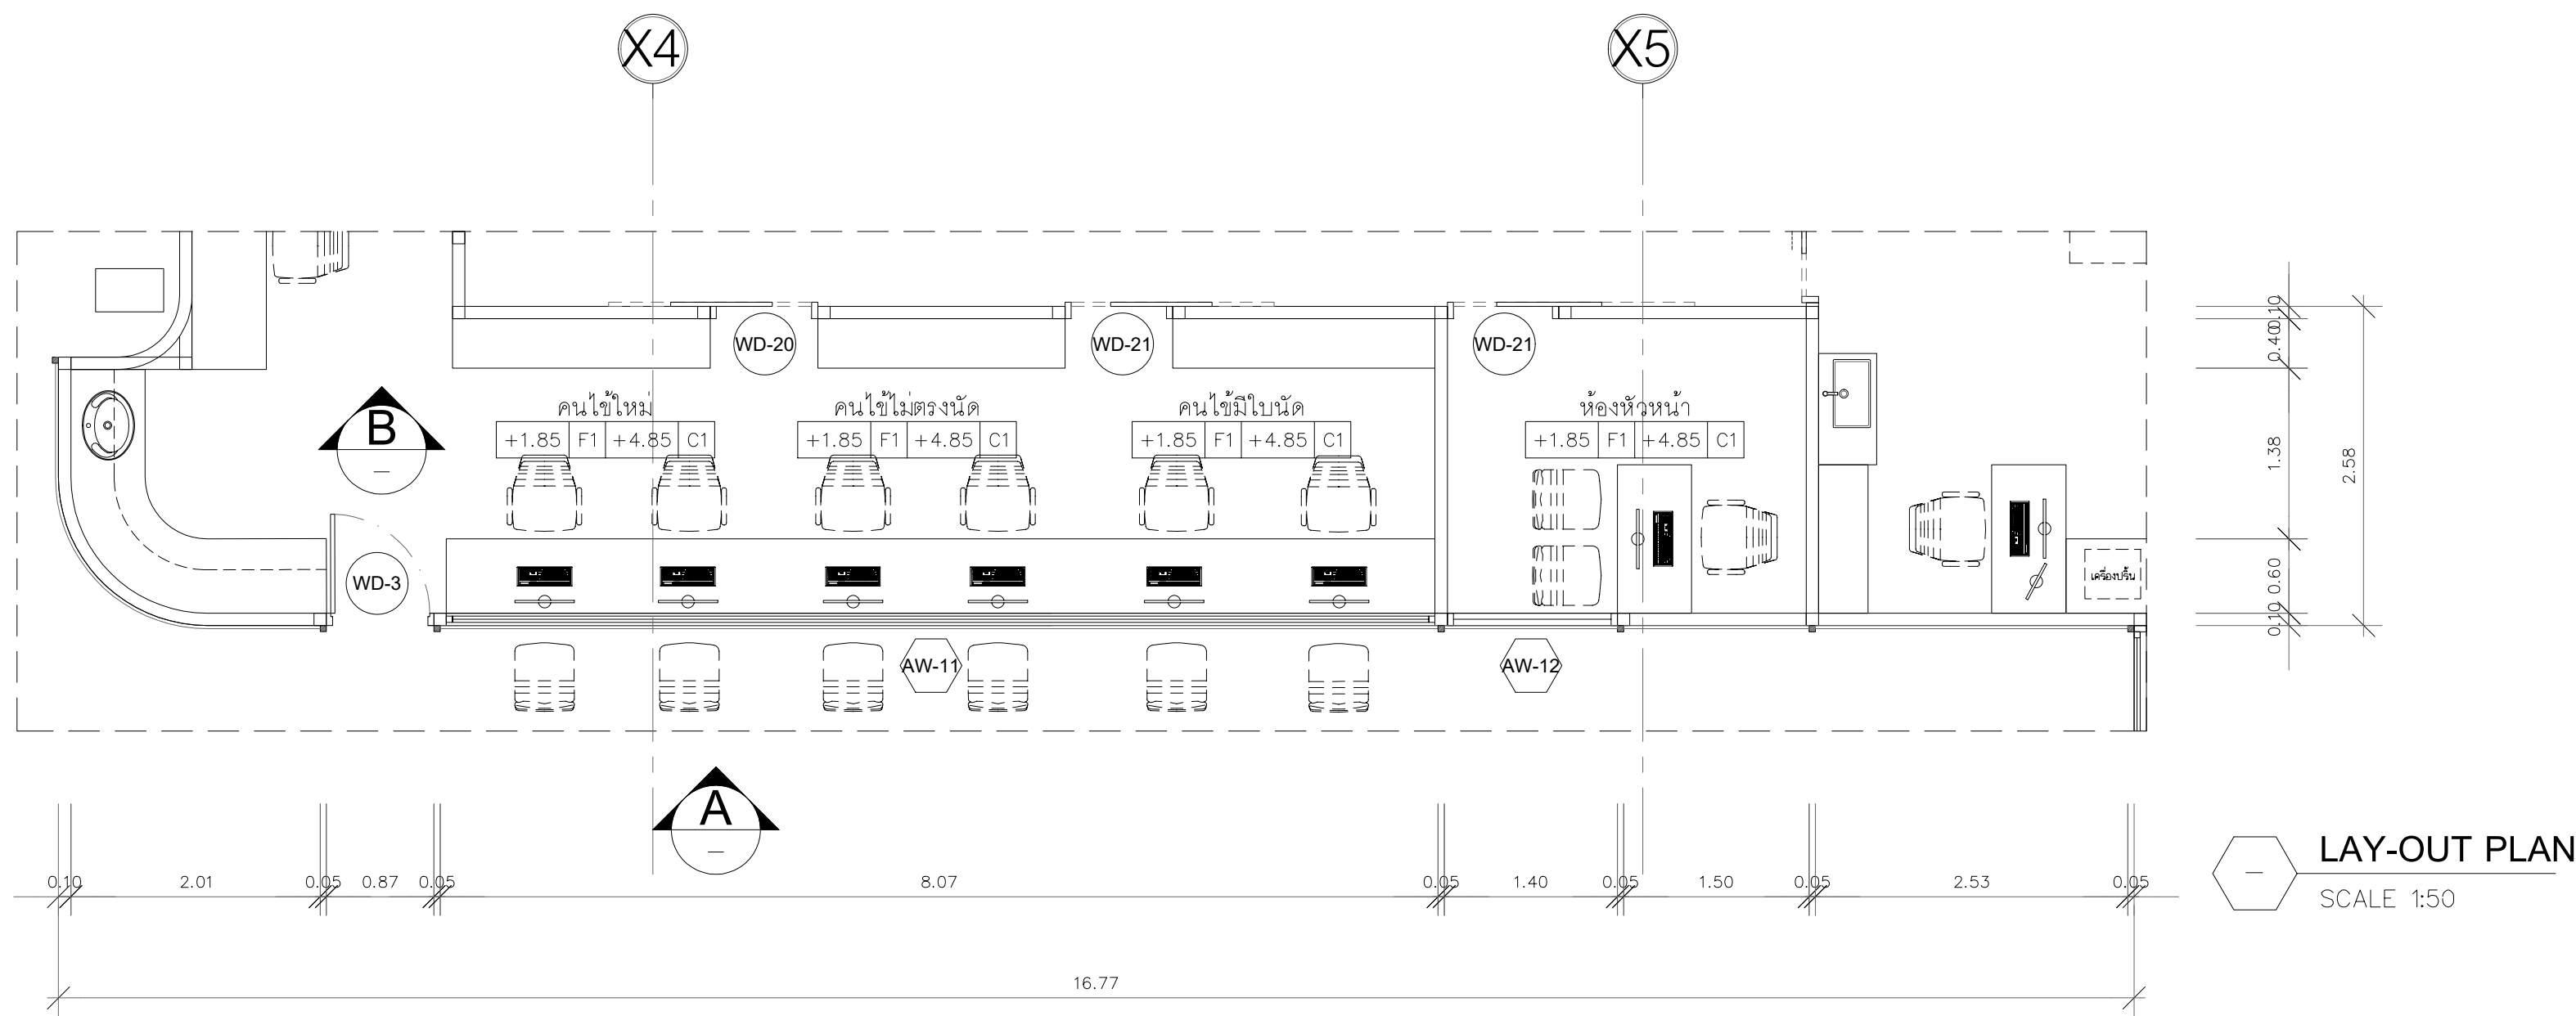 X4
X5
WD-20
WD-21
WD-21
0.10
0.40
คนไข้ใหม่
คนไข้ไม่ตรงนัด
คนไข้มีใบนัด
ห้องหัวหน้า
B
+1.85 F1 +4.85 C1
+1.85 F1 +4.85 C1
+1.85 F1 +4.85 C1
+1.85 F1 +4.85 C1
1.38
2.58
WD-3
เครื่องปริ้น
0.60
0.10
AW-11
AW-12
A
LAY-OUT PLAN
SCALE 1:50
0.10 2.01 0.05 0.87 0.05 8.07 0.05 1.40 0.05 1.50 0.05 2.53 0.05
16.77